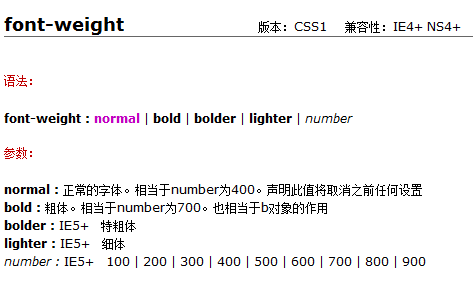 font-weight 版本：CSS1 兼容性：IE4+ NS4+
语法：
font-weight : normal | bold | bolder | lighter | number
参数：
normal : 正常的字体。相当于number为400。声明此值将取消之前任何设置
bold : 粗体。相当于number为700。也相当于b对象的作用
bolder : IE5+ 特粗体
lighter : IE5+ 细体
number : IE5+ 100 | 200 | 300 | 400 | 500 | 600 | 700 | 800 | 900